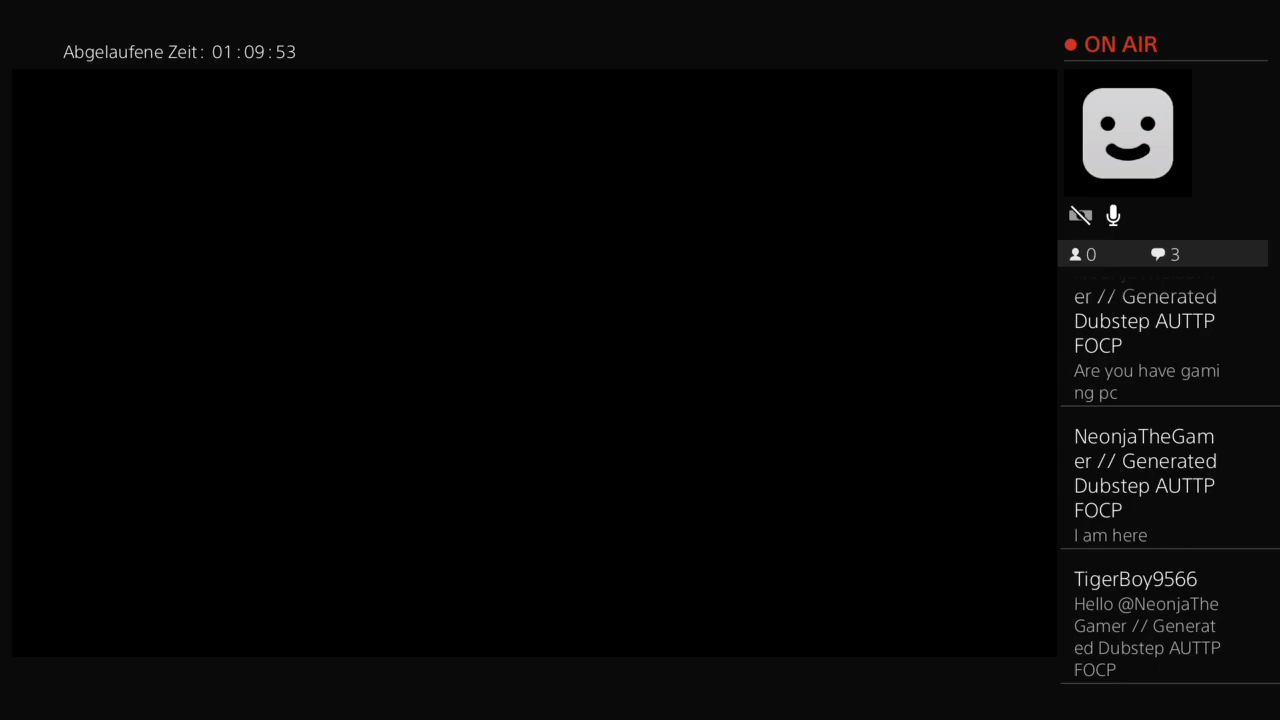 Abgelaufene Zeit: 01:09:53
ON AIR
0 3
er // Generated
Dubstep AUTTP
FOCP
Are you have gami
ng pc
NeonjaTheGam
er // Generated
Dubstep AUTTP
FOCP
I am here
TigerBoy9566
Hello @NeonjaThe
Gamer // Generat
ed Dubstep AUTTP
FOCP